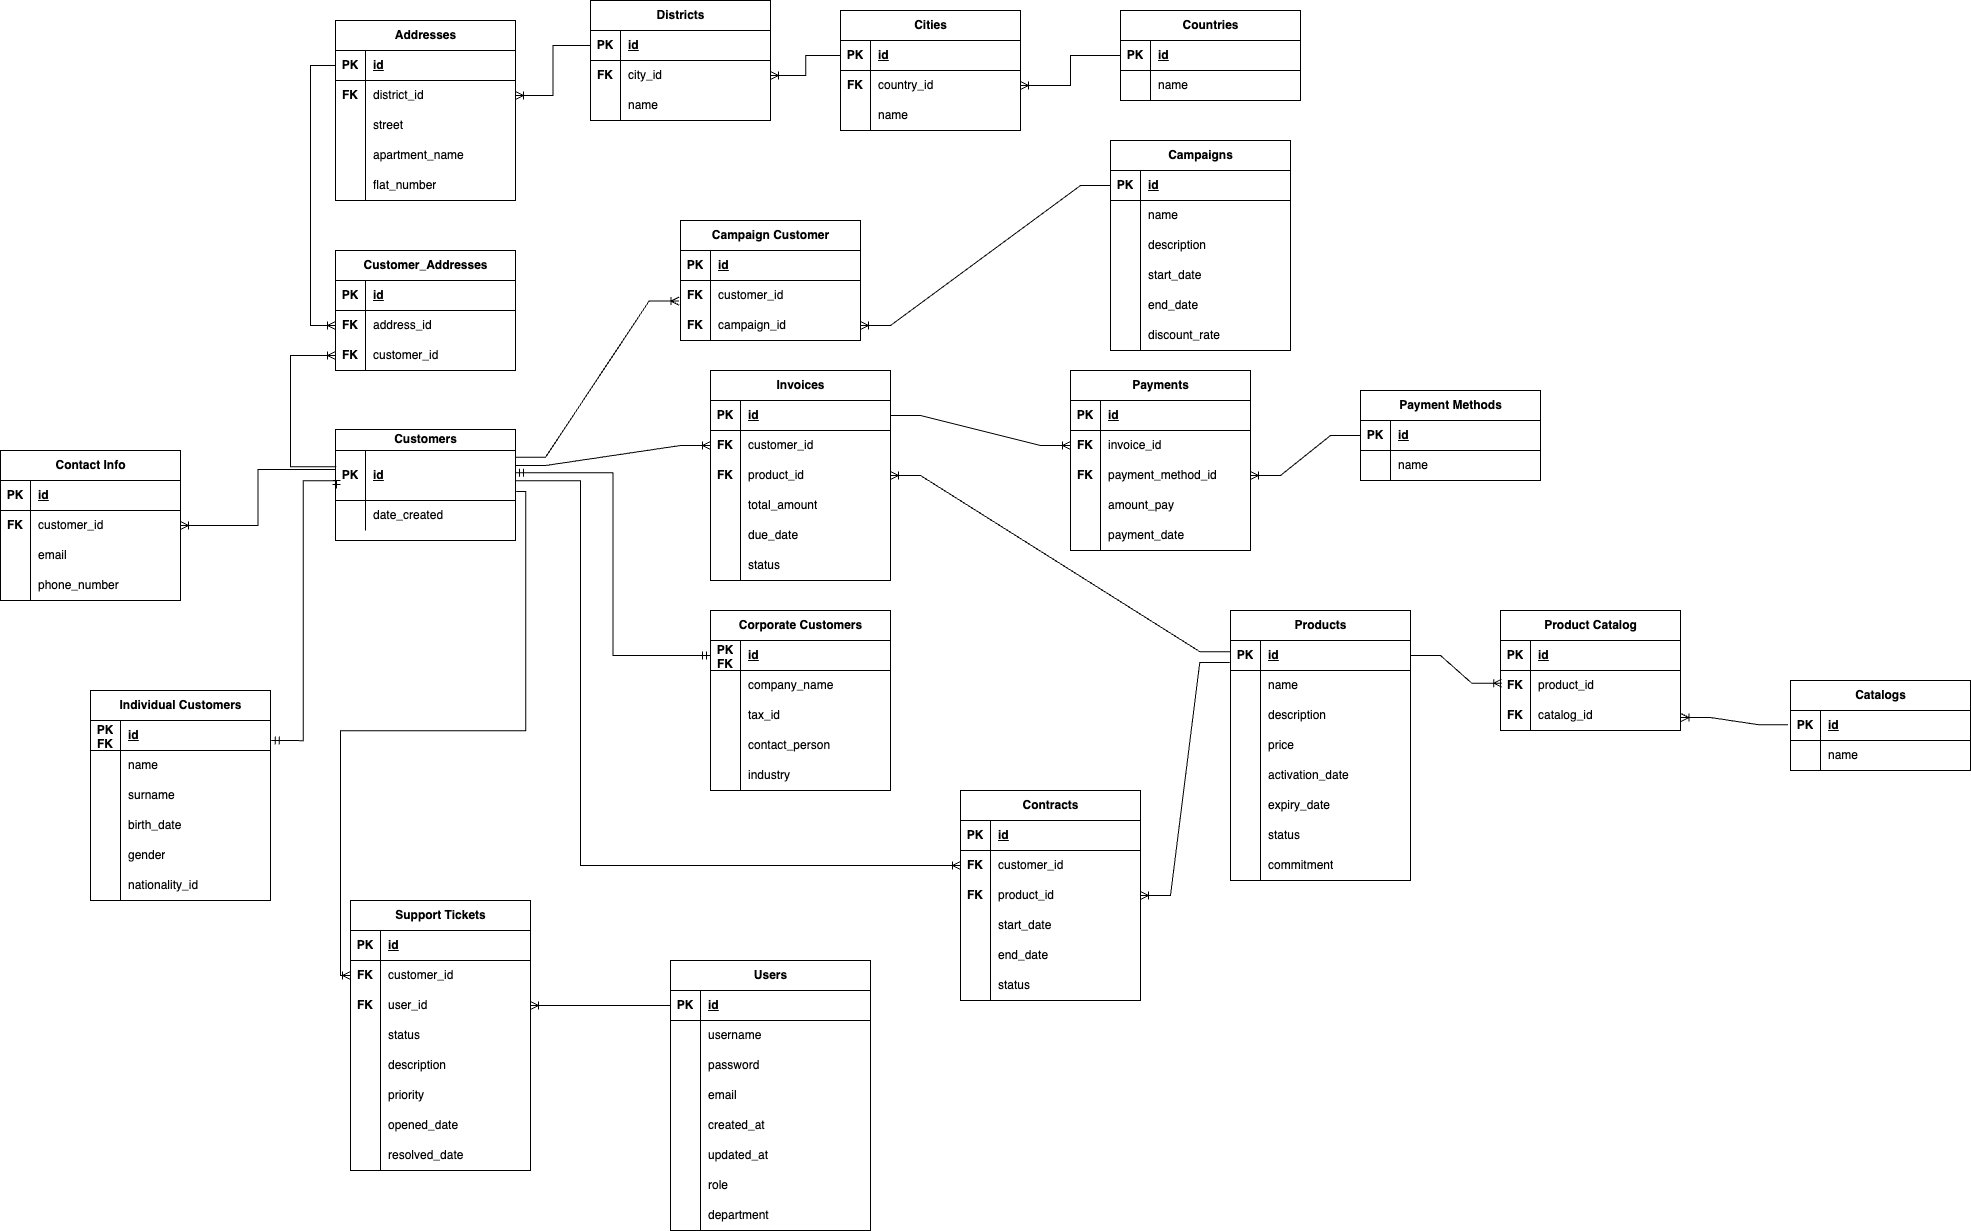 Addresses
PK id
FK district_id
street
apartment_name
flat_number
Districts
PK id
FK city_id
name
Cities
PK id
FK country_id
name
Countries
PK id
name
Campaigns
PK id
name
description
start_date
end_date
discount_rate
Campaign Customer
PK id
FK customer_id
FK campaign_id
Customer_Addresses
PK id
FK address_id
FK customer_id
Invoices
PK id
FK customer_id
FK product_id
total_amount
due_date
status
Payments
PK id
FK invoice_id
FK payment_method_id
amount_pay
payment_date
Payment Methods
PK id
name
Customers
PK id
date_created
Contact Info
PK id
FK customer_id
email
phone_number
Corporate Customers
PK
FK id
company_name
tax_id
contact_person
industry
Products
PK id
name
description
price
activation_date
expiry_date
status
commitment
Product Catalog
PK id
FK product_id
FK catalog_id
Catalogs
PK id
name
Individual Customers
PK
FK id
name
surname
birth_date
gender
nationality_id
Contracts
PK id
FK customer_id
FK product_id
start_date
end_date
status
Support Tickets
PK id
FK customer_id
FK user_id
status
description
priority
opened_date
resolved_date
Users
PK id
username
password
email
created_at
updated_at
role
department